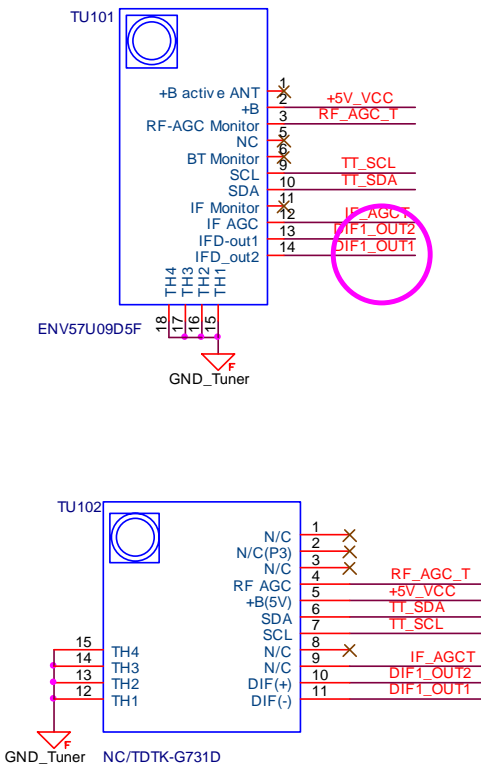 TU101
+B active ANT 1
+B 2 +5V_VCC
RF-AGC Monitor 3 RF_AGC_T
NC 5
BT Monitor 6
SCL 9 TT_SCL
SDA 10 TT_SDA
IF Monitor 11
IF AGC 12 IF_AGCT
IFD-out1 13 DIF1_OUT2
IFD_out2 14 DIF1_OUT1
TH4 TH3 TH2 TH1
18 17 16 15
ENV57U09D5F
F
GND_Tuner
TU102
N/C 1
N/C(P3) 2
N/C 3
RF AGC 4 RF_AGC_T
+B(5V) 5 +5V_VCC
SDA 6 TT_SDA
SCL 7 TT_SCL
N/C 8
15 TH4 N/C 9 IF_AGCT
14 TH3 DIF(+) 10 DIF1_OUT2
13 TH2 DIF(-) 11 DIF1_OUT1
12 TH1
F
GND_Tuner NC/TDTK-G731D